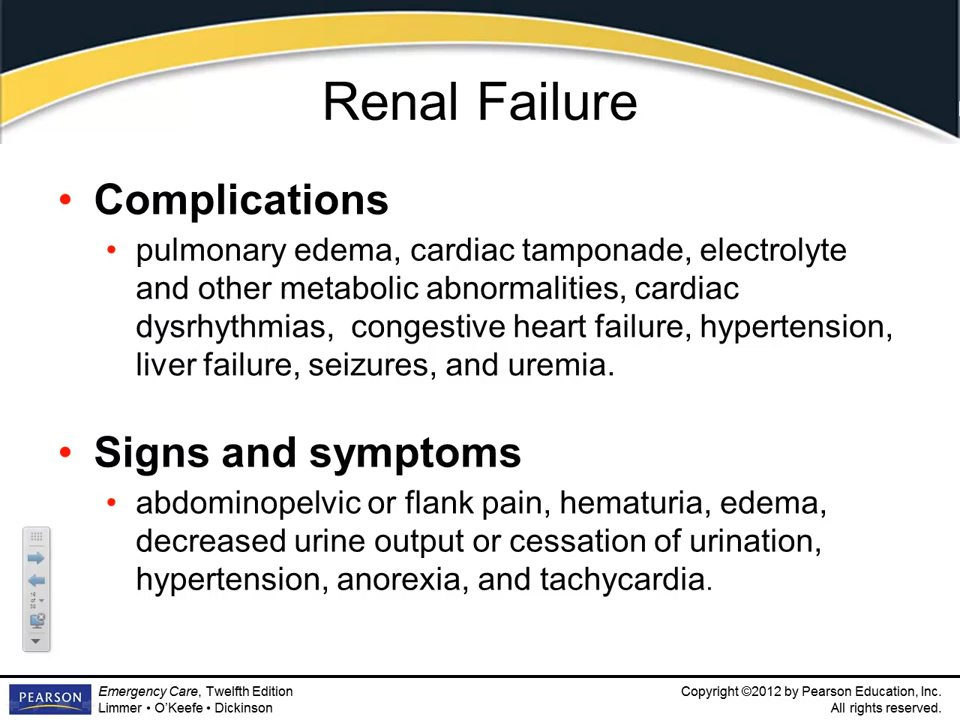 Renal Failure
• Complications
• pulmonary edema, cardiac tamponade, electrolyte
and other metabolic abnormalities, cardiac
dysrhythmias,  congestive heart failure, hypertension,
liver failure, seizures, and uremia.
• Signs and symptoms
• abdominopelvic or flank pain, hematuria, edema,
decreased urine output or cessation of urination,
hypertension, anorexia, and tachycardia.
PEARSON
Emergency Care, Twelfth Edition
Limmer • O'Keefe • Dickinson
Copyright ©2012 by Pearson Education, Inc.
All rights reserved.